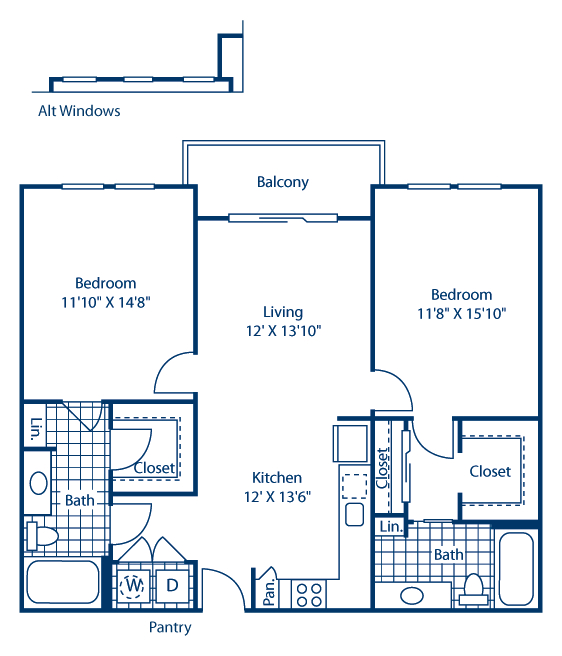 Alt Windows
Balcony
Bedroom
11'10" X 14'8"
Living
12' X 13'10"
Bedroom
11'8" X 15'10"
Lin.
Closet
Bath
Kitchen
12' X 13'6"
Closet
Closet
Lin.
Bath
W
D
Pan.
Pantry